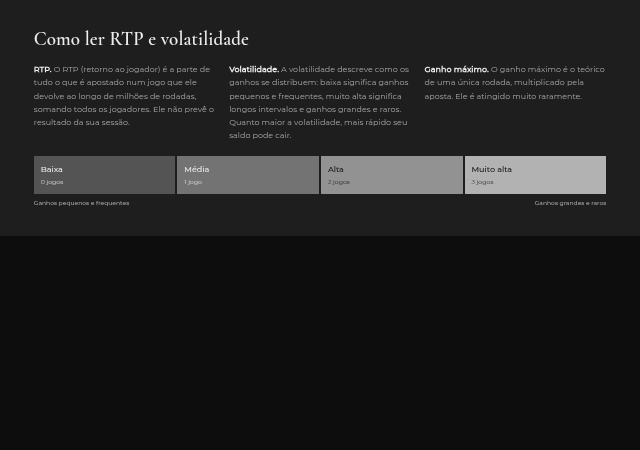 Como ler RTP e volatilidade
RTP. O RTP (retorno ao jogador) é a parte de
tudo o que é apostado num jogo que ele
devolve ao longo de milhões de rodadas,
somando todos os jogadores. Ele não prevê o
resultado da sua sessão.
Volatilidade. A volatilidade descreve como os
ganhos se distribuem: baixa significa ganhos
pequenos e frequentes, muito alta significa
longos intervalos e ganhos grandes e raros.
Quanto maior a volatilidade, mais rápido seu
saldo pode cair.
Ganho máximo. O ganho máximo é o teórico
de uma única rodada, multiplicado pela
aposta. Ele é atingido muito raramente.
Baixa
0 jogos
Média
1 jogo
Alta
2 jogos
Muito alta
3 jogos
Ganhos pequenos e frequentes
Ganhos grandes e raros